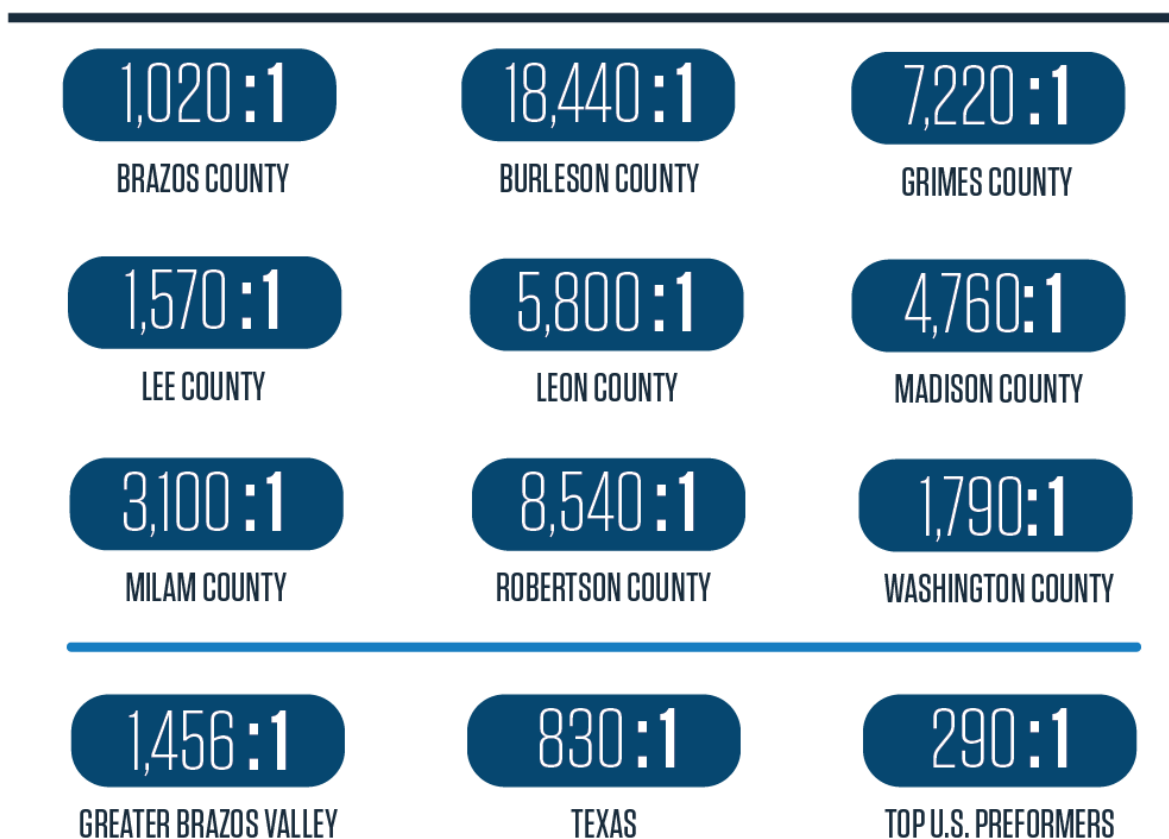 1,020 :1
BRAZOS COUNTY
18,440 :1
BURLESON COUNTY
7,220 :1
GRIMES COUNTY
1,570 :1
LEE COUNTY
5,800 :1
LEON COUNTY
4,760:1
MADISON COUNTY
3,100 :1
MILAM COUNTY
8,540 :1
ROBERTSON COUNTY
1,790:1
WASHINGTON COUNTY
1,456 :1
GREATER BRAZOS VALLEY
830 :1
TEXAS
290 :1
TOP U.S. PREFORMERS